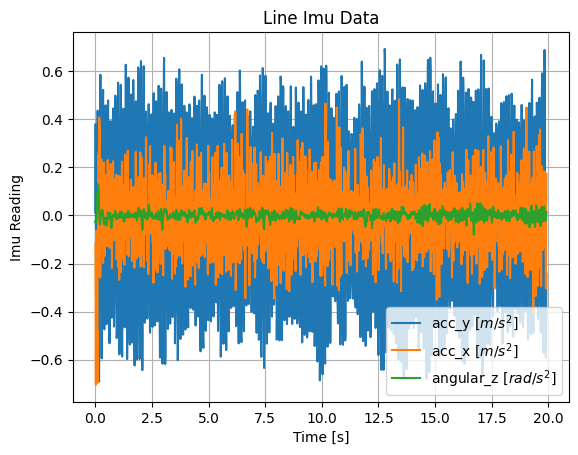 Line Imu Data
Imu Reading
0.6
0.4
0.2
0.0
−0.2
−0.4
−0.6
acc_y [m/s²]
acc_x [m/s²]
angular_z [rad/s²]
0.0 2.5 5.0 7.5 10.0 12.5 15.0 17.5 20.0
Time [s]